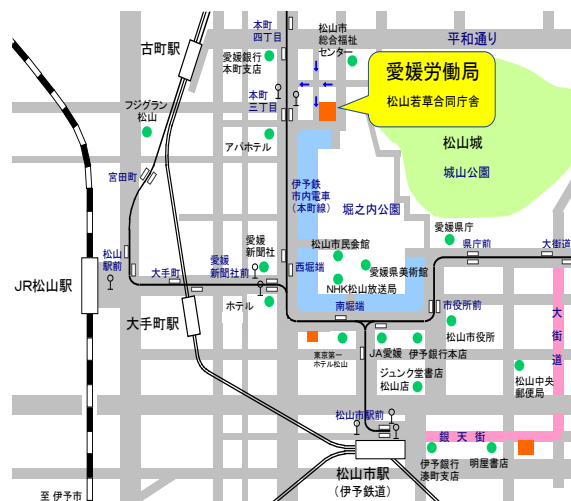 本町
四丁目
松山市
総合福祉
センター
平和通り
古町駅
愛媛銀行
本町支店
愛媛労働局
松山若草合同庁舎
フジグラン
松山
本町
三丁目
アパホテル
松山城
城山公園
宮田町
伊予鉄
市内電車
(本町線)
堀之内公園
愛媛県庁
県庁前
大街道
松山
駅前
愛媛
新聞社
愛媛
新聞社前
大手町
西堀端
松山市民会館
愛媛県美術館
NHK松山放送局
JR松山駅
ホテル
大手町駅
南堀端
市役所前
松山市役所
大街道
東京第一
ホテル松山
JA愛媛
伊予銀行本店
ジュンク堂書店
松山店
松山中央
郵便局
松山市駅前
銀天街
松山市駅
(伊予鉄道)
伊予銀行
湊町支店
明屋書店
至 伊予市